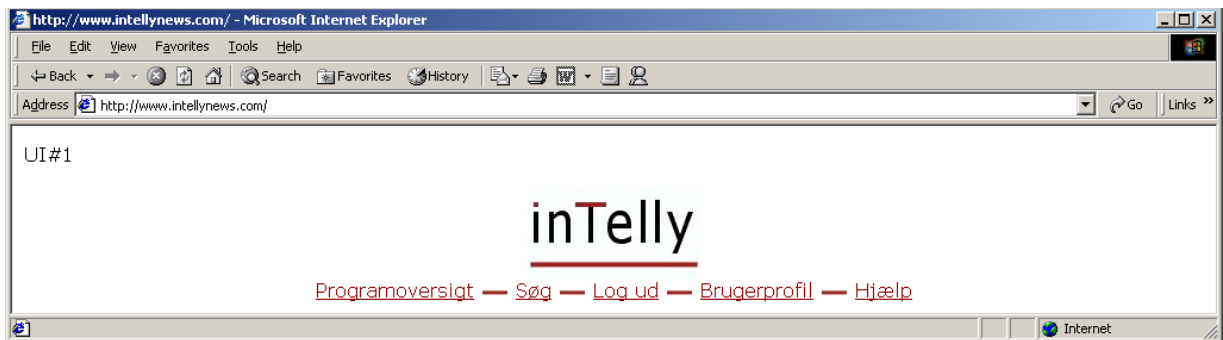 http://www.intellynews.com/ - Microsoft Internet Explorer
File Edit View Favorites Tools Help
Back Search Favorites History
Address http://www.intellynews.com/ Go Links »
UI#1
inTelly
Programoversigt — Søg — Log ud — Brugerprofil — Hjælp
Internet